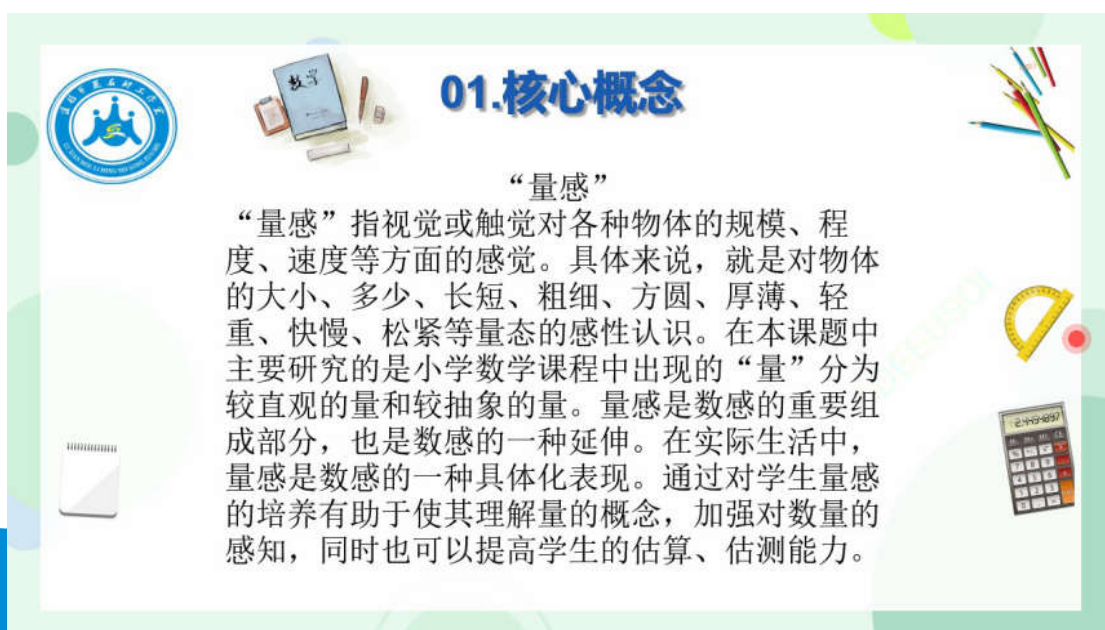 数学
01.核心概念
“量感”
“量感”指视觉或触觉对各种物体的规模、程
度、速度等方面的感觉。具体来说，就是对物体
的大小、多少、长短、粗细、方圆、厚薄、轻
重、快慢、松紧等量态的感性认识。在本课题中
主要研究的是小学数学课程中出现的“量”分为
较直观的量和较抽象的量。量感是数感的重要组
成部分，也是数感的一种延伸。在实际生活中，
量感是数感的一种具体化表现。通过对学生量感
的培养有助于使其理解量的概念，加强对数量的
感知，同时也可以提高学生的估算、估测能力。